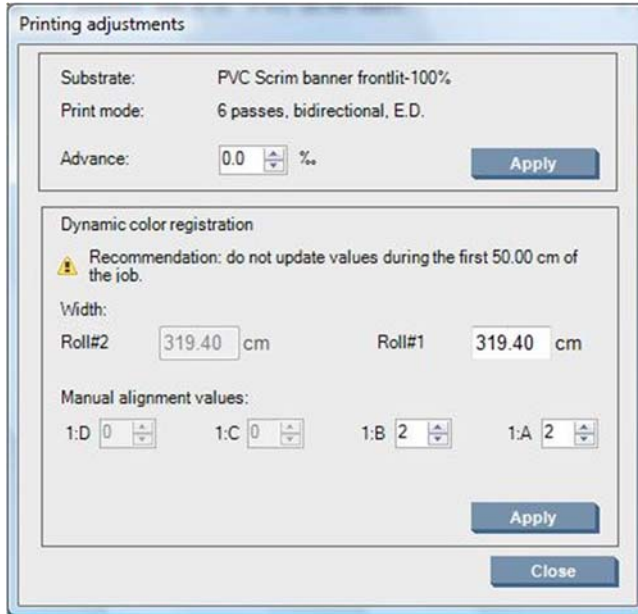 Printing adjustments
Substrate: PVC Scrim banner frontlit-100%
Print mode: 6 passes, bidirectional, E.D.
Advance: 0.0 ‰
Apply
Dynamic color registration
Recommendation: do not update values during the first 50.00 cm of
the job.
Width:
Roll#2 319.40 cm Roll#1 319.40 cm
Manual alignment values:
1:D 0 1:C 0 1:B 2 1:A 2
Apply
Close